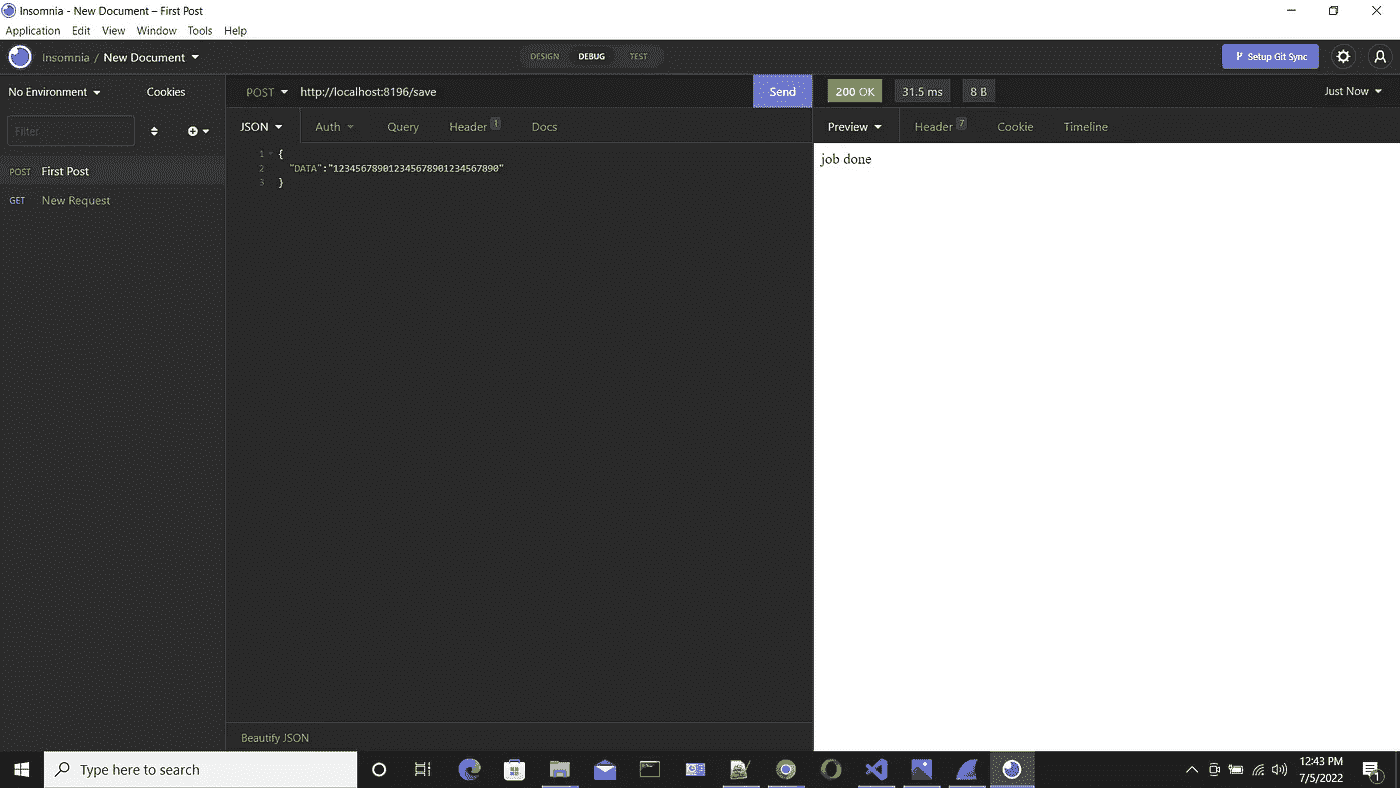 Insomnia - New Document – First Post
Application Edit View Window Tools Help
Insomnia / New Document
DESIGN DEBUG TEST
Setup Git Sync
No Environment Cookies
POST http://localhost:8196/save Send
200 OK 31.5 ms 8 B Just Now
Filter
JSON Auth Query Header 1 Docs
Preview Header 7 Cookie Timeline
POST First Post
GET New Request
1 {
2 "DATA":"123456789012345678901234567890"
3 }
job done
Beautify JSON
Type here to search
12:43 PM
7/5/2022
1